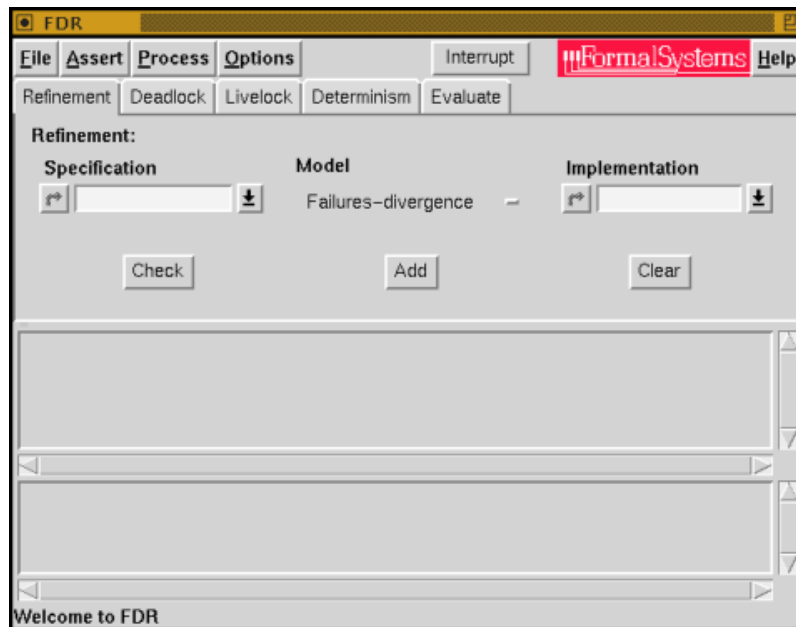 FDR
File Assert Process Options Interrupt FormalSystems Help
Refinement Deadlock Livelock Determinism Evaluate
Refinement:
Specification Model Implementation
Failures-divergence
Check Add Clear
Welcome to FDR